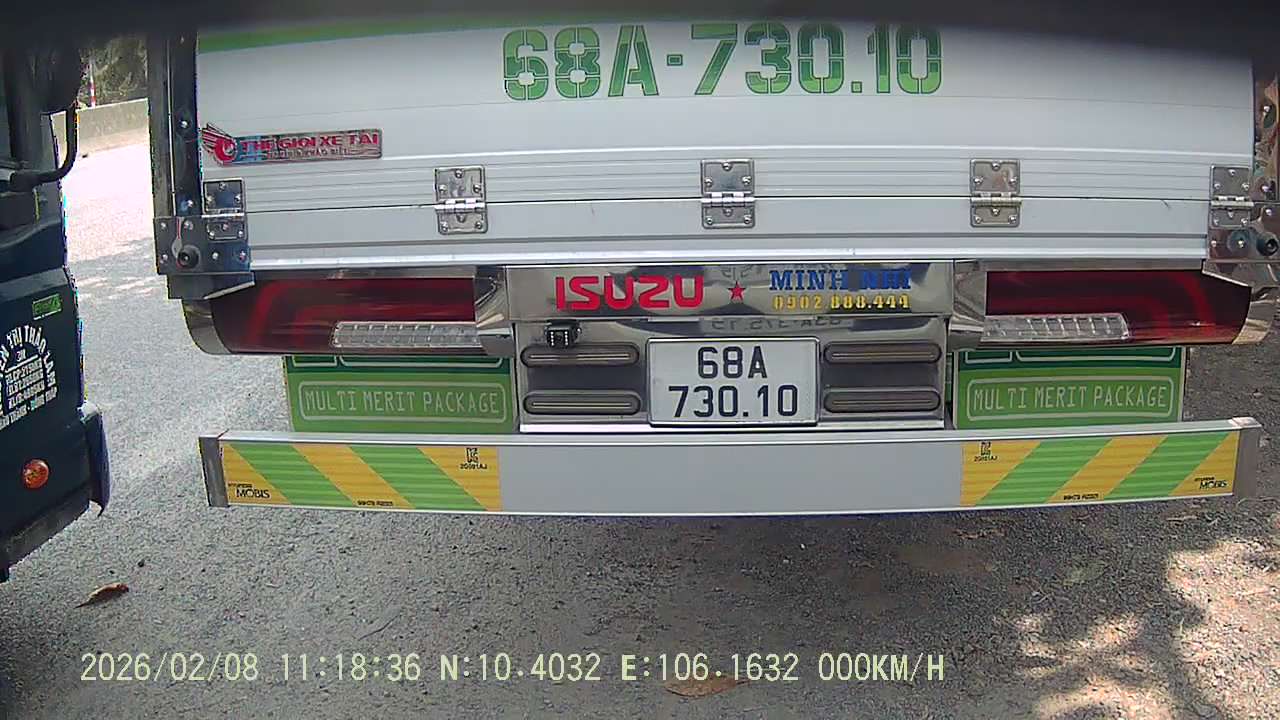 68A-730.10
THẾ GIỚI XE TẢI
ISUZU ★ MINH NHI
0902 888.444
68A
730.10
MULTI MERIT PACKAGE
MULTI MERIT PACKAGE
MOBIS
MOBIS
2026/02/08 11:18:36 N:10.4032 E:106.1632 000KM/H